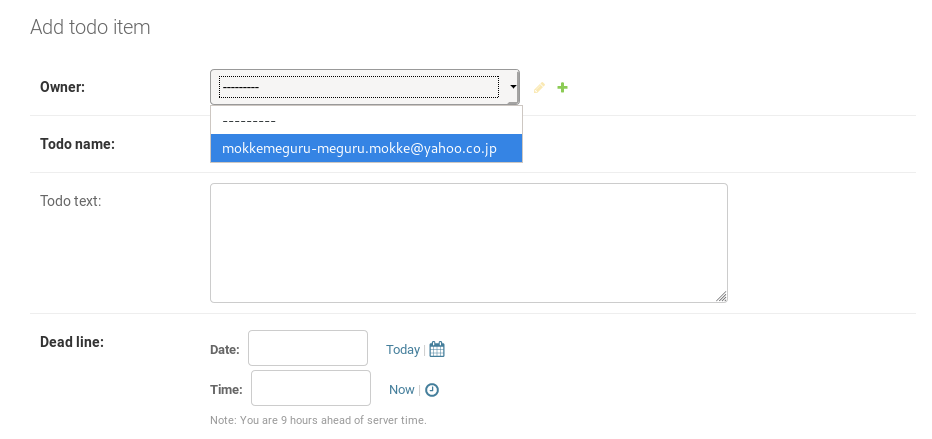 Add todo item
Owner:
---------
---------
mokkemeguru-meguru.mokke@yahoo.co.jp
Todo name:
Todo text:
Dead line:
Date:
Today
Time:
Now
Note: You are 9 hours ahead of server time.